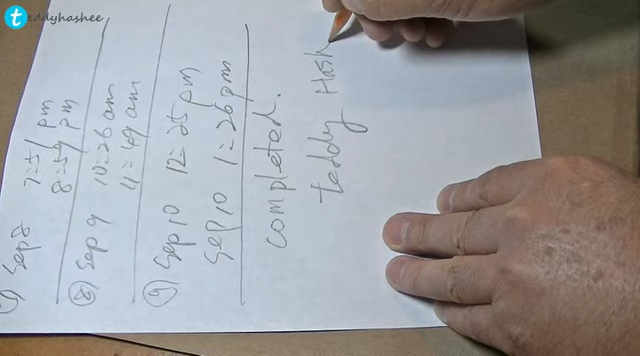 teddyhashee
Sep 8 7=51 pm
8=59 pm
⑧ Sep 9 10=26 am
11=49 am
⑨ Sep 10 12=25 pm
Sep 10 1=26 pm
completed.
teddy Hash